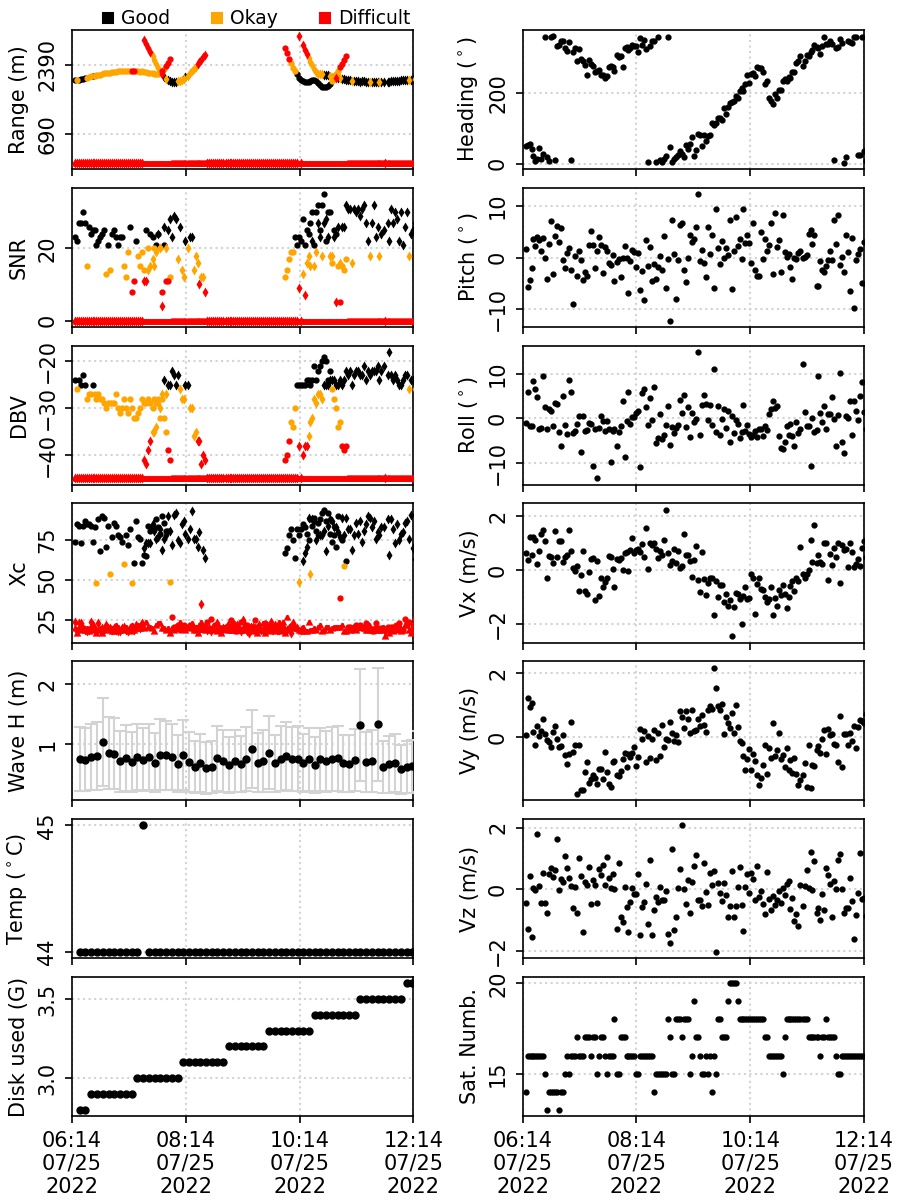 Good Okay Difficult
Range (m)
2390
690
Heading (°)
200
0
SNR
20
0
Pitch (°)
10
0
−10
DBV
−20
−30
−40
Roll (°)
10
0
−10
Xc
75
50
25
Vx (m/s)
2
0
−2
Wave H (m)
2
1
Vy (m/s)
2
0
Temp (°C)
45
44
Vz (m/s)
2
0
−2
Disk used (G)
3.5
3.0
Sat. Numb.
20
15
06:14 08:14 10:14 12:14
07/25 07/25 07/25 07/25
2022 2022 2022 2022
06:14 08:14 10:14 12:14
07/25 07/25 07/25 07/25
2022 2022 2022 2022